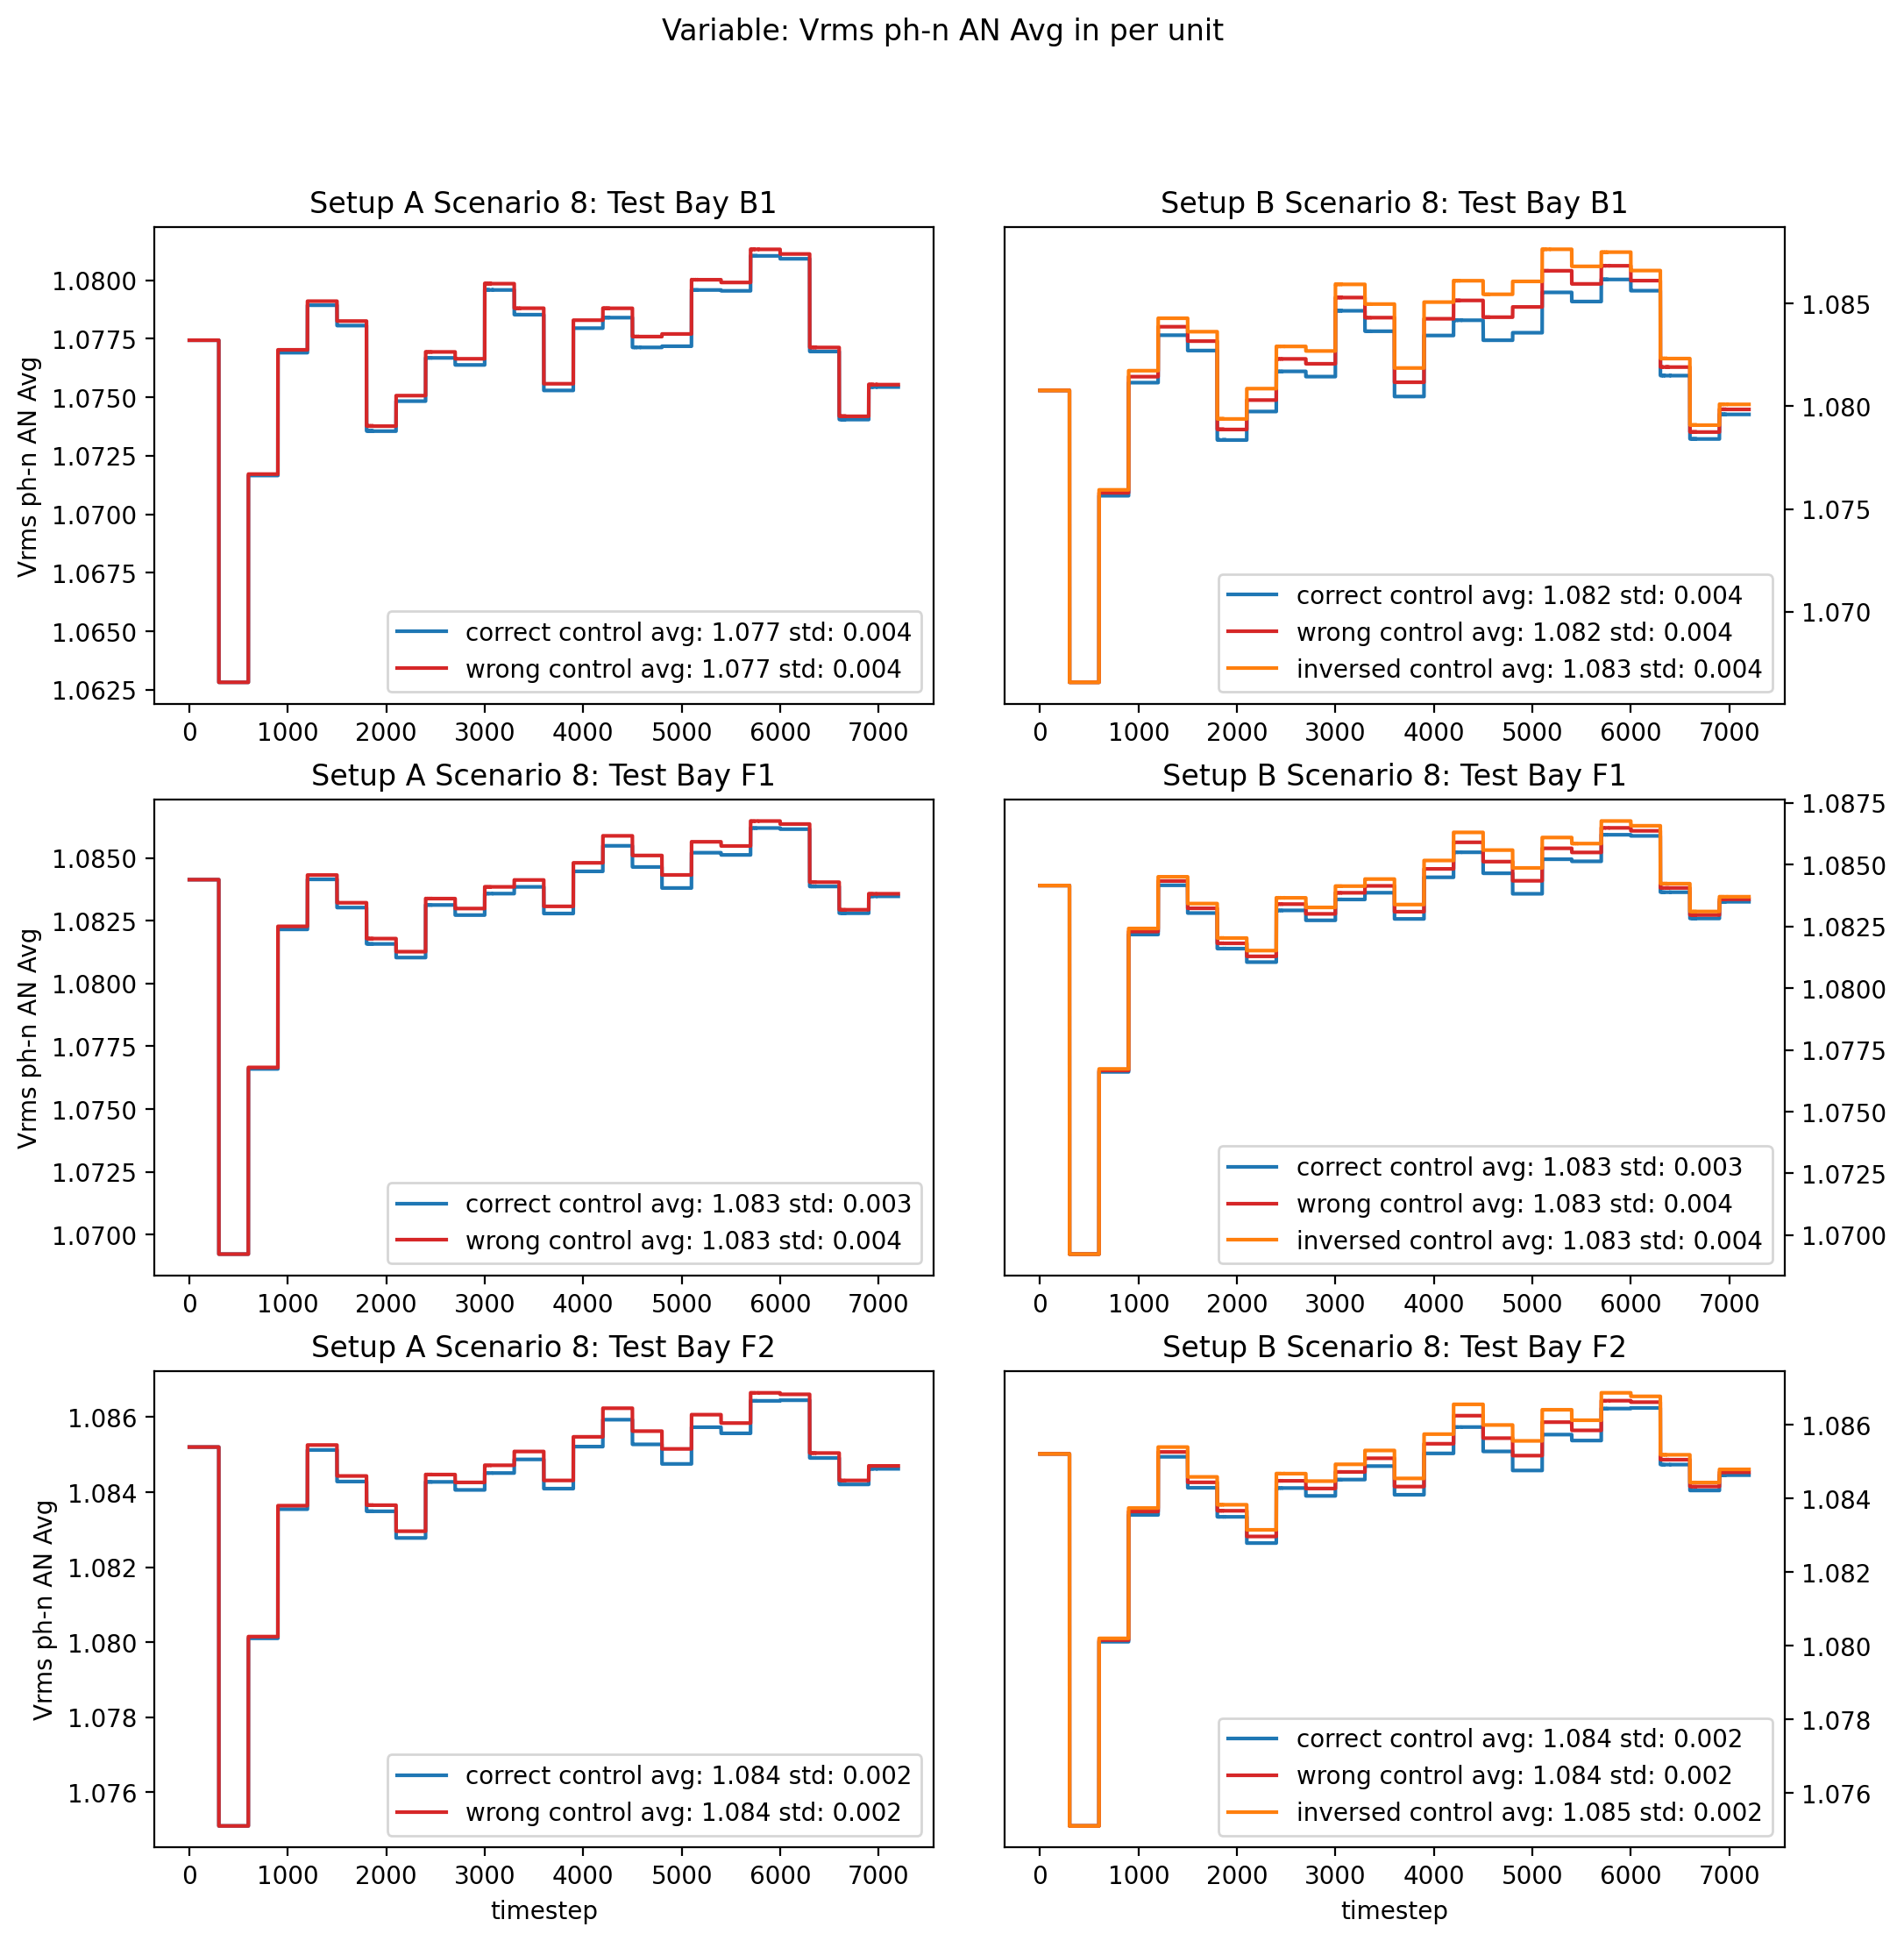 Variable: Vrms ph-n AN Avg in per unit
Setup A Scenario 8: Test Bay B1
Vrms ph-n AN Avg
1.0800
1.0775
1.0750
1.0725
1.0700
1.0675
1.0650
1.0625
correct control avg: 1.077 std: 0.004
wrong control avg: 1.077 std: 0.004
0 1000 2000 3000 4000 5000 6000 7000
Setup B Scenario 8: Test Bay B1
1.085
1.080
1.075
1.070
correct control avg: 1.082 std: 0.004
wrong control avg: 1.082 std: 0.004
inversed control avg: 1.083 std: 0.004
0 1000 2000 3000 4000 5000 6000 7000
Setup A Scenario 8: Test Bay F1
Vrms ph-n AN Avg
1.0850
1.0825
1.0800
1.0775
1.0750
1.0725
1.0700
correct control avg: 1.083 std: 0.003
wrong control avg: 1.083 std: 0.004
0 1000 2000 3000 4000 5000 6000 7000
Setup B Scenario 8: Test Bay F1
1.0875
1.0850
1.0825
1.0800
1.0775
1.0750
1.0725
1.0700
correct control avg: 1.083 std: 0.003
wrong control avg: 1.083 std: 0.004
inversed control avg: 1.083 std: 0.004
0 1000 2000 3000 4000 5000 6000 7000
Setup A Scenario 8: Test Bay F2
Vrms ph-n AN Avg
1.086
1.084
1.082
1.080
1.078
1.076
correct control avg: 1.084 std: 0.002
wrong control avg: 1.084 std: 0.002
0 1000 2000 3000 4000 5000 6000 7000
timestep
Setup B Scenario 8: Test Bay F2
1.086
1.084
1.082
1.080
1.078
1.076
correct control avg: 1.084 std: 0.002
wrong control avg: 1.084 std: 0.002
inversed control avg: 1.085 std: 0.002
0 1000 2000 3000 4000 5000 6000 7000
timestep